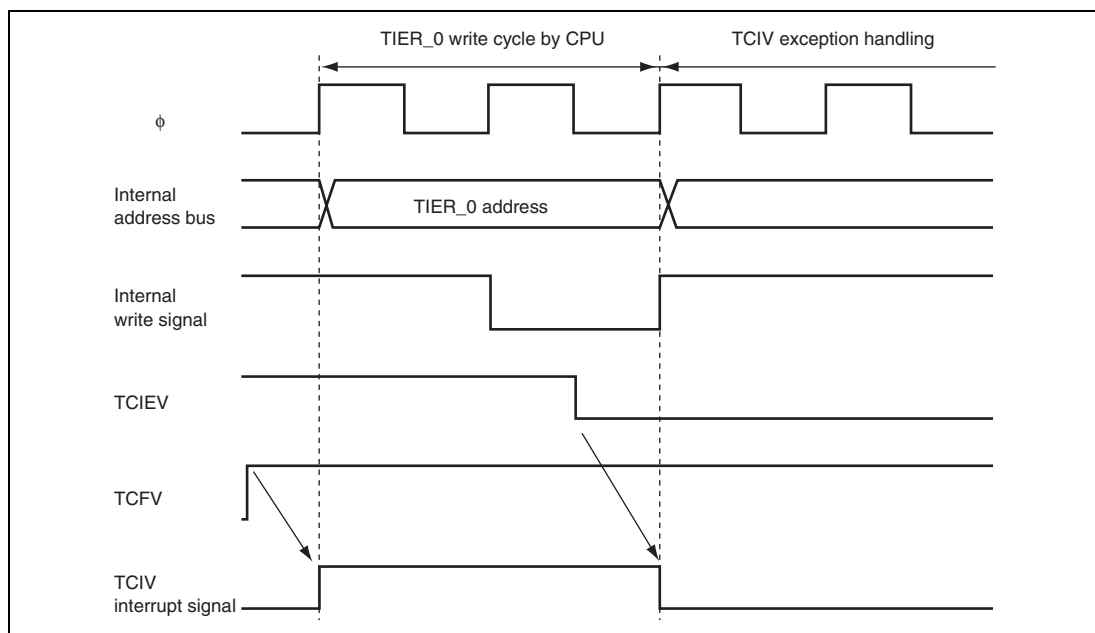 TIER_0 write cycle by CPU
TCIV exception handling
ϕ
Internal
address bus
TIER_0 address
Internal
write signal
TCIEV
TCFV
TCIV
interrupt signal